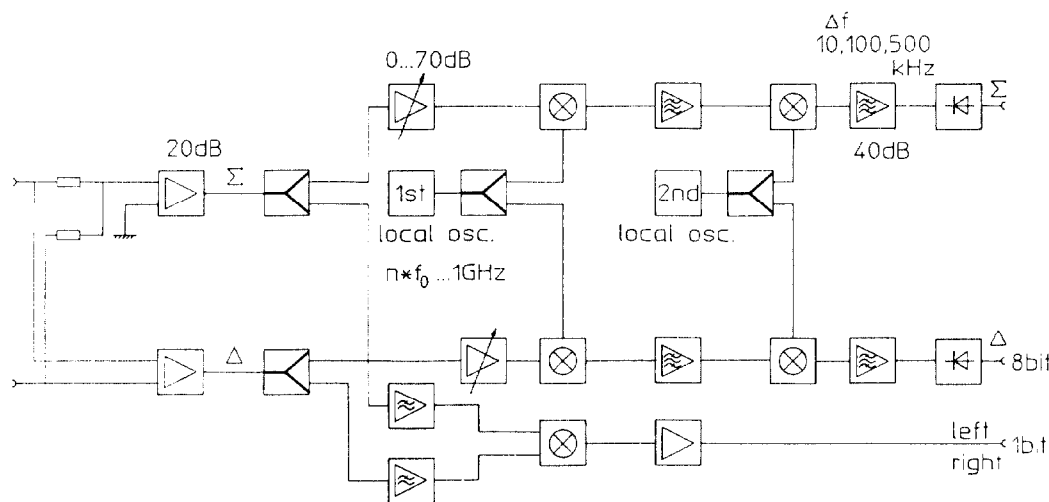 Δf
10,100,500
kHz
0...70dB
Σ
20dB
Σ
40dB
1st
2nd
local osc.
local osc.
n*f₀...1GHz
Δ
Δ
8bit
left
1bit
right